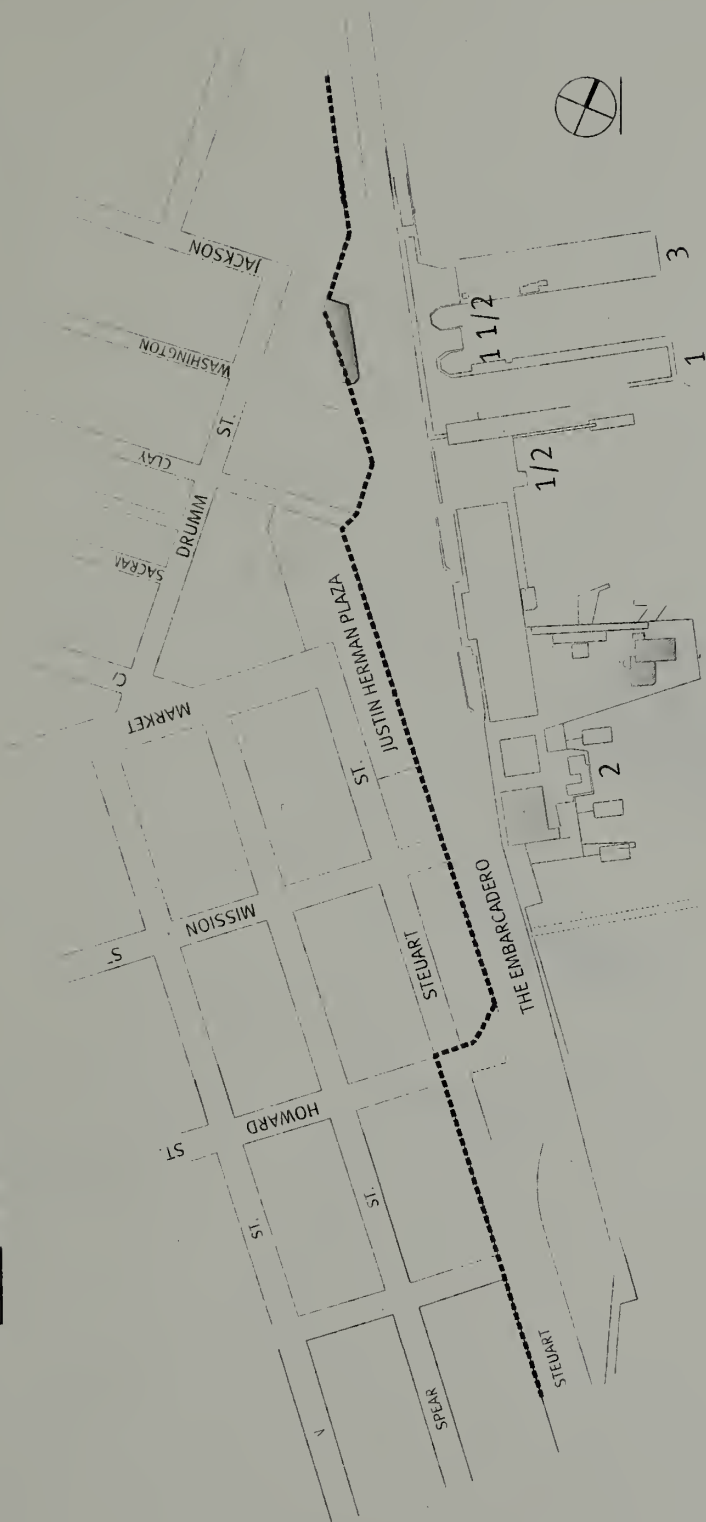 JACKSON
WASHINGTON
CLAY
ST.
DRUMM
SACRAM
MARKET
JUSTIN HERMAN PLAZA
ST.
MISSION
S
STEUART
THE EMBARCADERO
HOWARD
ST.
ST.
ST.
SPEAR
STEUART
3
1 1/2
1
1/2
2